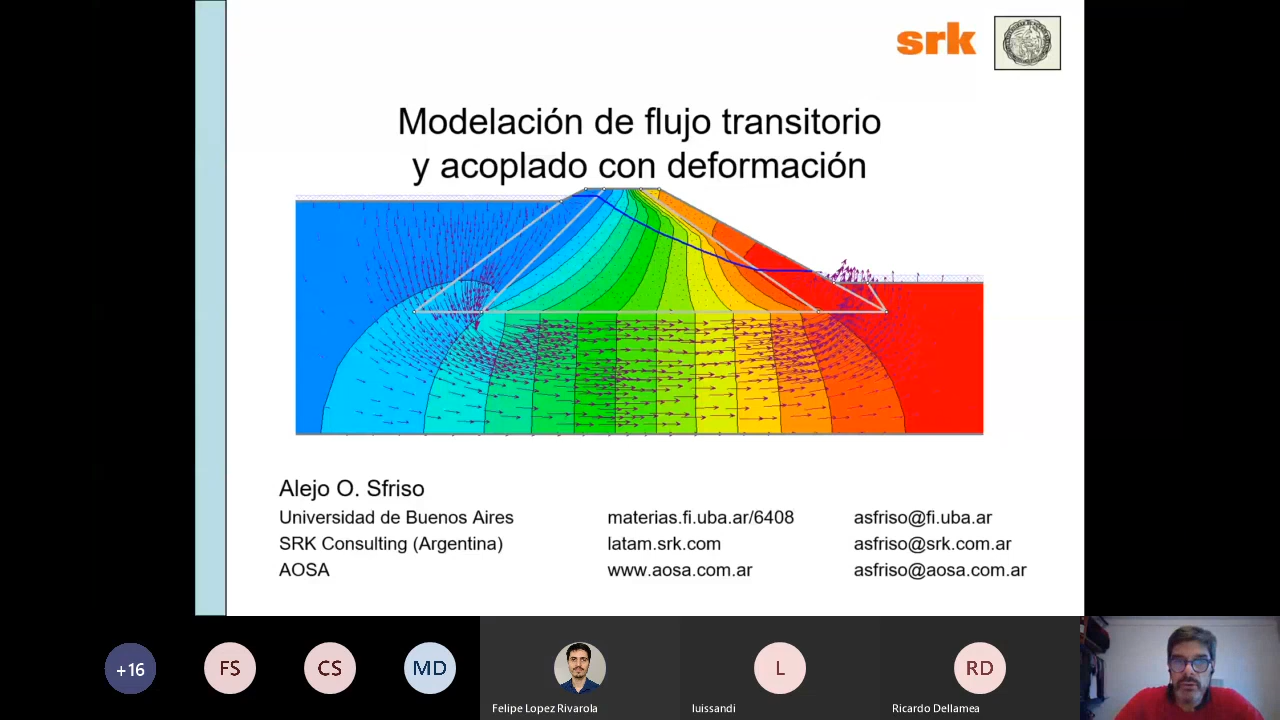 srk
Modelación de flujo transitorio
y acoplado con deformación
Alejo O. Sfriso
Universidad de Buenos Aires
materias.fi.uba.ar/6408
asfriso@fi.uba.ar
SRK Consulting (Argentina)
latam.srk.com
asfriso@srk.com.ar
AOSA
www.aosa.com.ar
asfriso@aosa.com.ar
+16
FS
CS
MD
L
RD
Felipe Lopez Rivarola
luissandi
Ricardo Dellamea